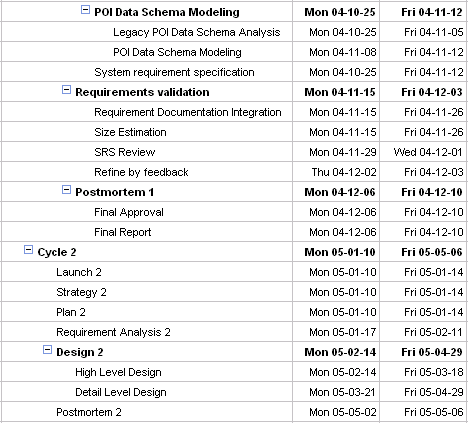 POI Data Schema Modeling Mon 04-10-25 Fri 04-11-12
Legacy POI Data Schema Analysis Mon 04-10-25 Fri 04-11-05
POI Data Schema Modeling Mon 04-11-08 Fri 04-11-12
System requirement specification Mon 04-10-25 Fri 04-11-12
Requirements validation Mon 04-11-15 Fri 04-12-03
Requirement Documentation Integration Mon 04-11-15 Fri 04-11-26
Size Estimation Mon 04-11-15 Fri 04-11-26
SRS Review Mon 04-11-29 Wed 04-12-01
Refine by feedback Thu 04-12-02 Fri 04-12-03
Postmortem 1 Mon 04-12-06 Fri 04-12-10
Final Approval Mon 04-12-06 Fri 04-12-10
Final Report Mon 04-12-06 Fri 04-12-10
Cycle 2 Mon 05-01-10 Fri 05-05-06
Launch 2 Mon 05-01-10 Fri 05-01-14
Strategy 2 Mon 05-01-10 Fri 05-01-14
Plan 2 Mon 05-01-10 Fri 05-01-14
Requirement Analysis 2 Mon 05-01-17 Fri 05-02-11
Design 2 Mon 05-02-14 Fri 05-04-29
High Level Design Mon 05-02-14 Fri 05-03-18
Detail Level Design Mon 05-03-21 Fri 05-04-29
Postmortem 2 Mon 05-05-02 Fri 05-05-06